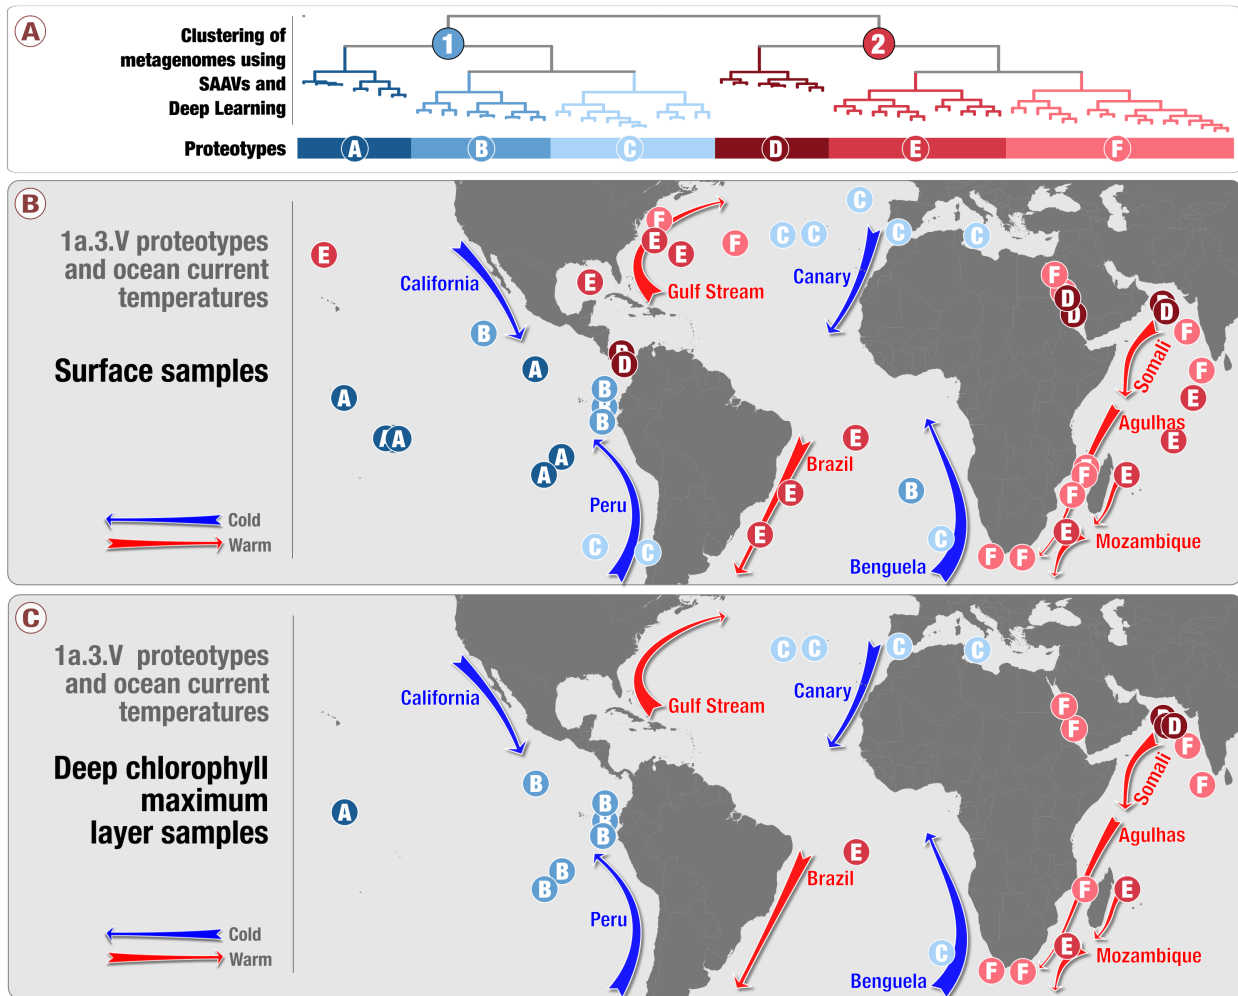 A
Clustering of
metagenomes using
SAAVs and
Deep Learning
1
2
Proteotypes
A B C D E F
B
1a.3.V proteotypes
and ocean current
temperatures
Surface samples
Cold
Warm
F
E
E
E
E
F
C
C
C
C
C
California
Gulf Stream
Canary
F
D
D
D
F
B
A
D
D
B
B
B
A
A
A
F
E
E
Somali
Agulhas
A
A
E
Brazil
E
E
B
C
C
C
Peru
Benguela
F
F
E
E
F
F
Mozambique
C
1a.3.V proteotypes
and ocean current
temperatures
Deep chlorophyll
maximum
layer samples
Cold
Warm
C
C
C
C
California
Gulf Stream
Canary
F
F
D
D
F
F
B
A
B
B
B
B
B
Somali
Agulhas
E
Brazil
Peru
C
Benguela
F
E
E
F
F
Mozambique